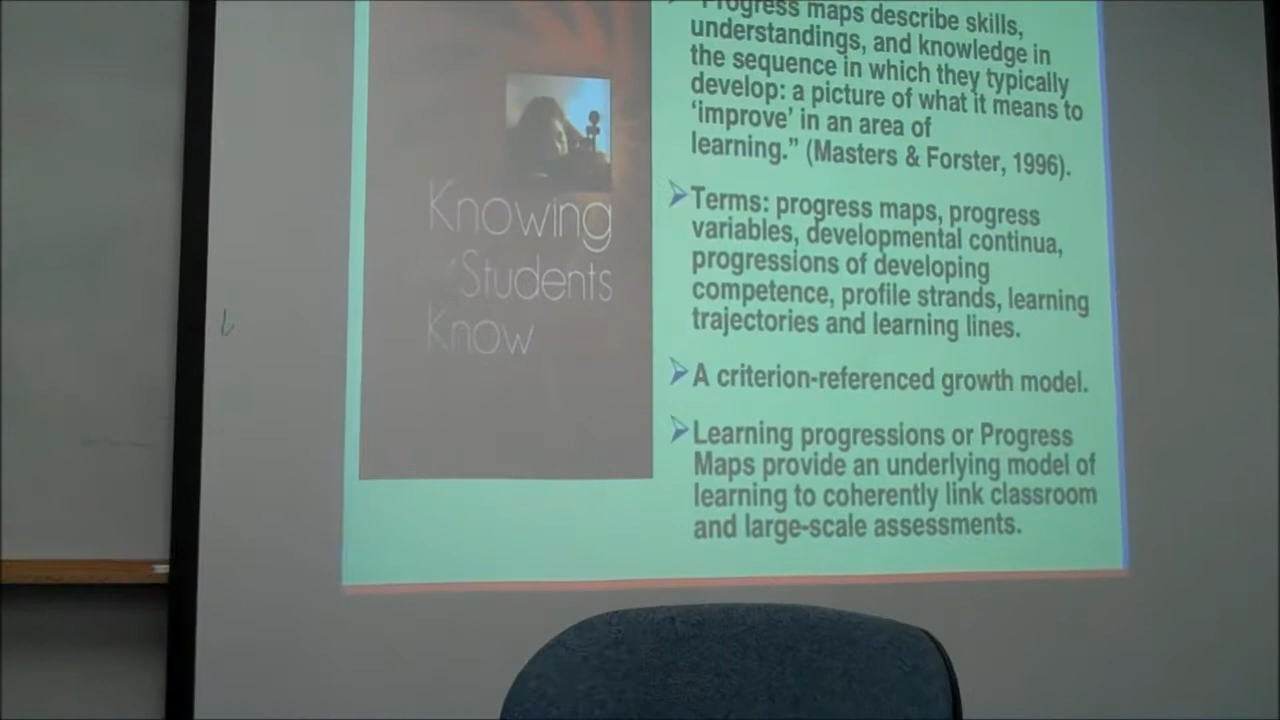 Knowing
Students
Know
"Progress maps describe skills,
understandings, and knowledge in
the sequence in which they typically
develop: a picture of what it means to
‘improve’ in an area of
learning.” (Masters & Forster, 1996).
Terms: progress maps, progress
variables, developmental continua,
progressions of developing
competence, profile strands, learning
trajectories and learning lines.
A criterion-referenced growth model.
Learning progressions or Progress
Maps provide an underlying model of
learning to coherently link classroom
and large-scale assessments.